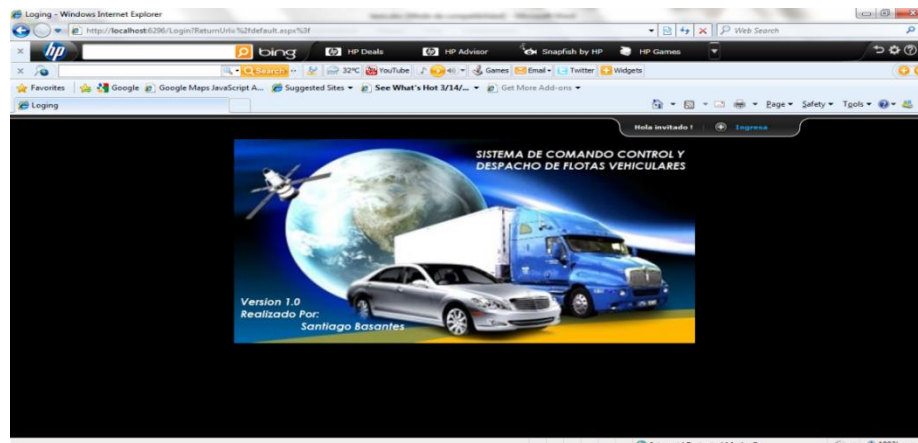 Loging - Windows Internet Explorer
http://localhost:6296/Login?ReturnUrl=%2fdefault.aspx%3f
Web Search
hp
bing
HP Deals
HP Advisor
Snapfish by HP
HP Games
Search
32°C
YouTube
Games
Email
Twitter
Widgets
Favorites
Google
Google Maps JavaScript A...
Suggested Sites
See What's Hot 3/14/...
Get More Add-ons
Loging
Page
Safety
Tools
Hola invitado !
Ingresa
SISTEMA DE COMANDO CONTROL Y
DESPACHO DE FLOTAS VEHICULARES
Version 1.0
Realizado Por:
Santiago Basantes